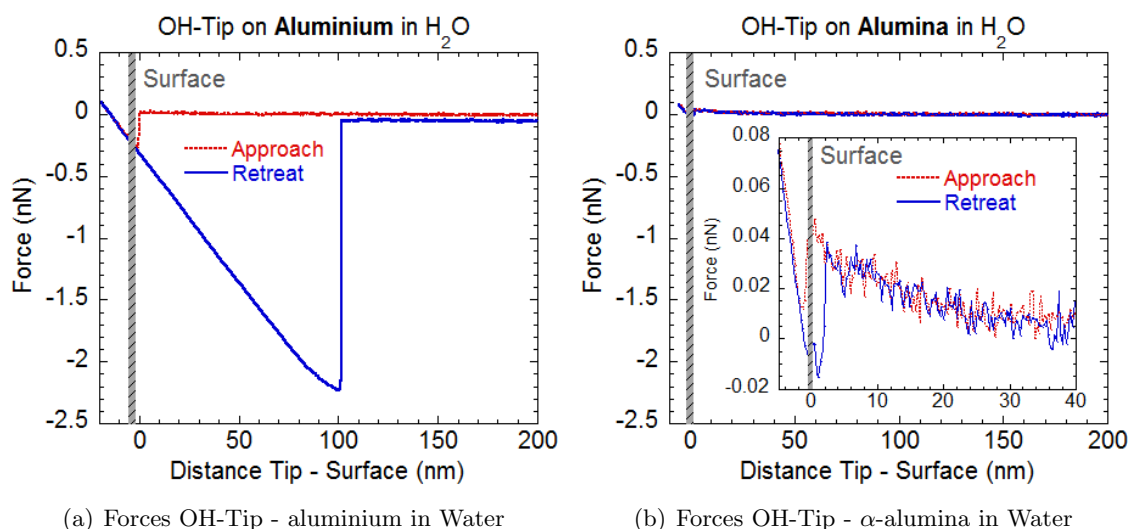 OH-Tip on Aluminium in H2O
0.5
0
-0.5
-1
-1.5
-2
-2.5
Force (nN)
Surface
Approach
Retreat
0 50 100 150 200
Distance Tip - Surface (nm)
(a) Forces OH-Tip - aluminium in Water
OH-Tip on Alumina in H2O
0.5
0
-0.5
-1
-1.5
-2
-2.5
Force (nN)
0.08
0.06
0.04
0.02
0
-0.02
Force (nN)
Surface
Approach
Retreat
0 10 20 30 40
0 50 100 150 200
Distance Tip - Surface (nm)
(b) Forces OH-Tip - α-alumina in Water